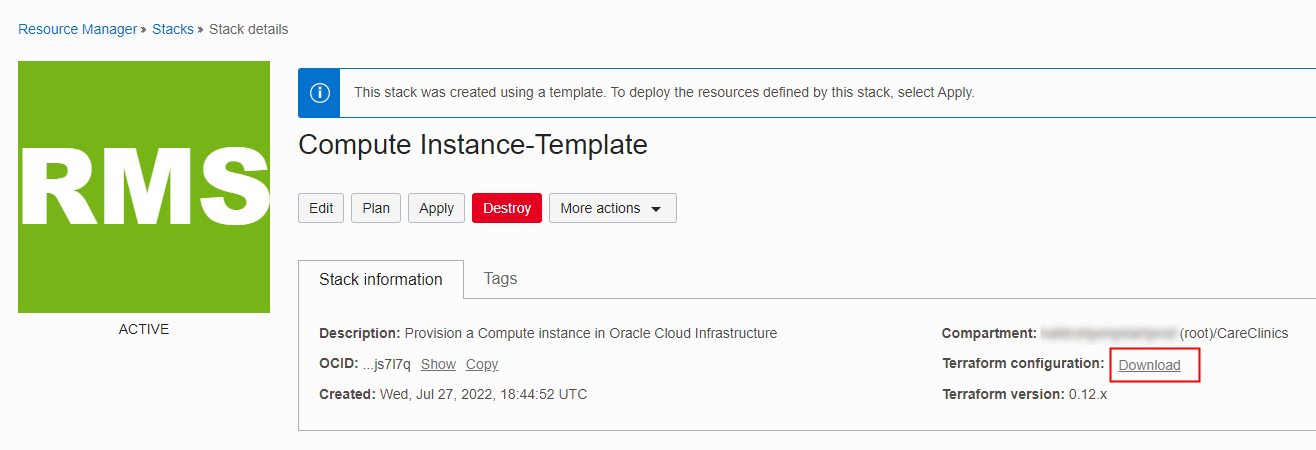 Resource Manager » Stacks » Stack details
RMS
ACTIVE
This stack was created using a template. To deploy the resources defined by this stack, select Apply.
Compute Instance-Template
Edit Plan Apply Destroy More actions
Stack information Tags
Description: Provision a Compute instance in Oracle Cloud Infrastructure
OCID: ...js7l7q Show Copy
Created: Wed, Jul 27, 2022, 18:44:52 UTC
Compartment: (root)/CareClinics
Terraform configuration: Download
Terraform version: 0.12.x